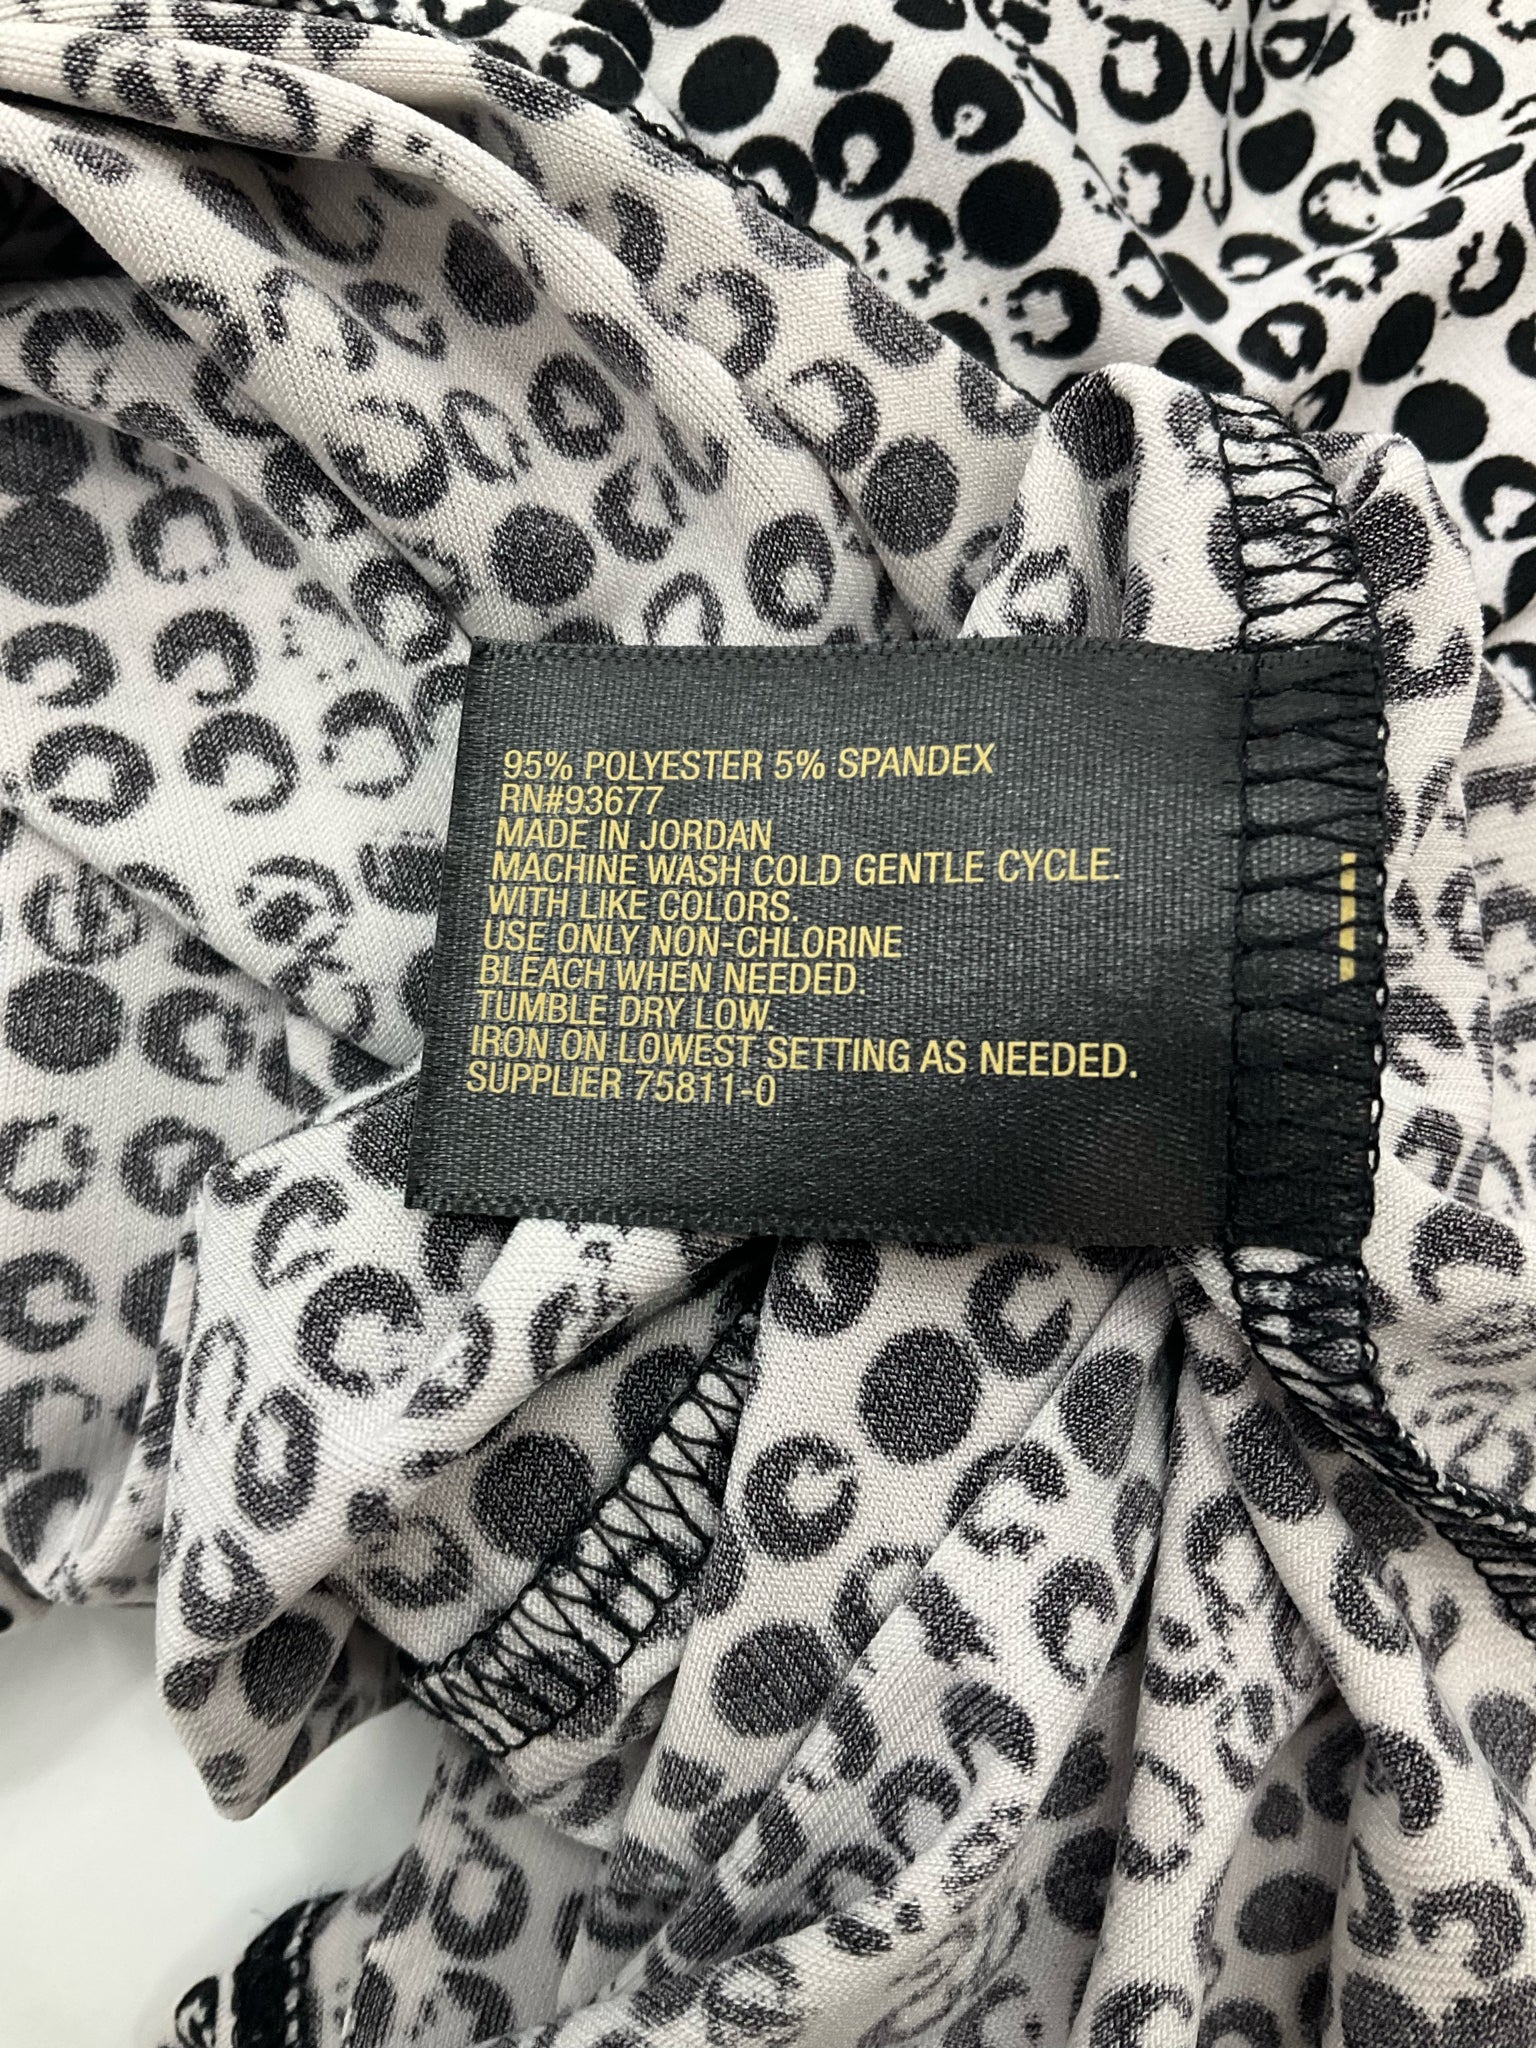 95% POLYESTER 5% SPANDEX
RN#93677
MADE IN JORDAN
MACHINE WASH COLD GENTLE CYCLE.
WITH LIKE COLORS.
USE ONLY NON-CHLORINE
BLEACH WHEN NEEDED.
TUMBLE DRY LOW.
IRON ON LOWEST SETTING AS NEEDED.
SUPPLIER 75811-0